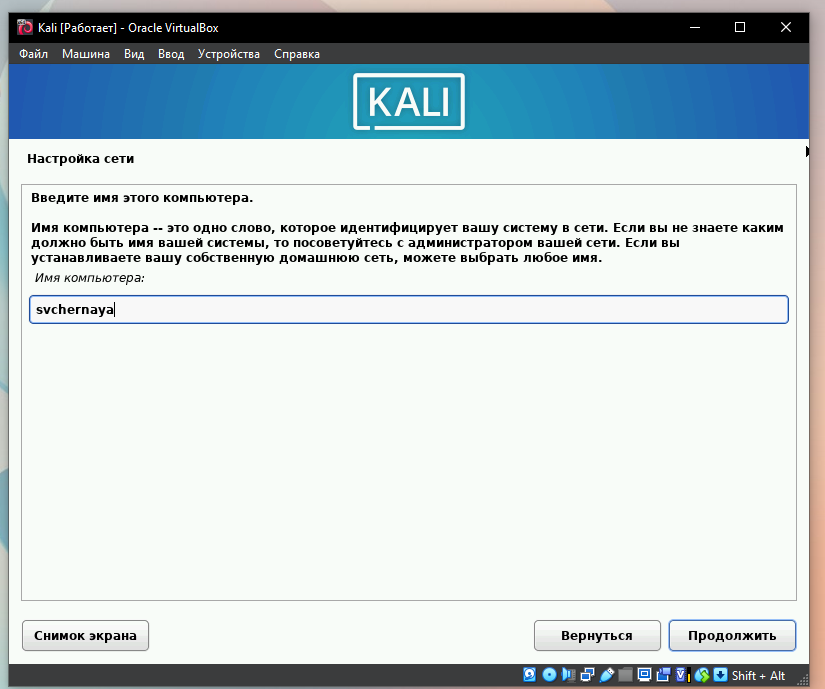 Kali [Работает] - Oracle VirtualBox
Файл Машина Вид Ввод Устройства Справка
KALI
Настройка сети
Введите имя этого компьютера.
Имя компьютера -- это одно слово, которое идентифицирует вашу систему в сети. Если вы не знаете каким
должно быть имя вашей системы, то посоветуйтесь с администратором вашей сети. Если вы
устанавливаете вашу собственную домашнюю сеть, можете выбрать любое имя.
Имя компьютера:
svchernaya
Снимок экрана Вернуться Продолжить
Shift + Alt